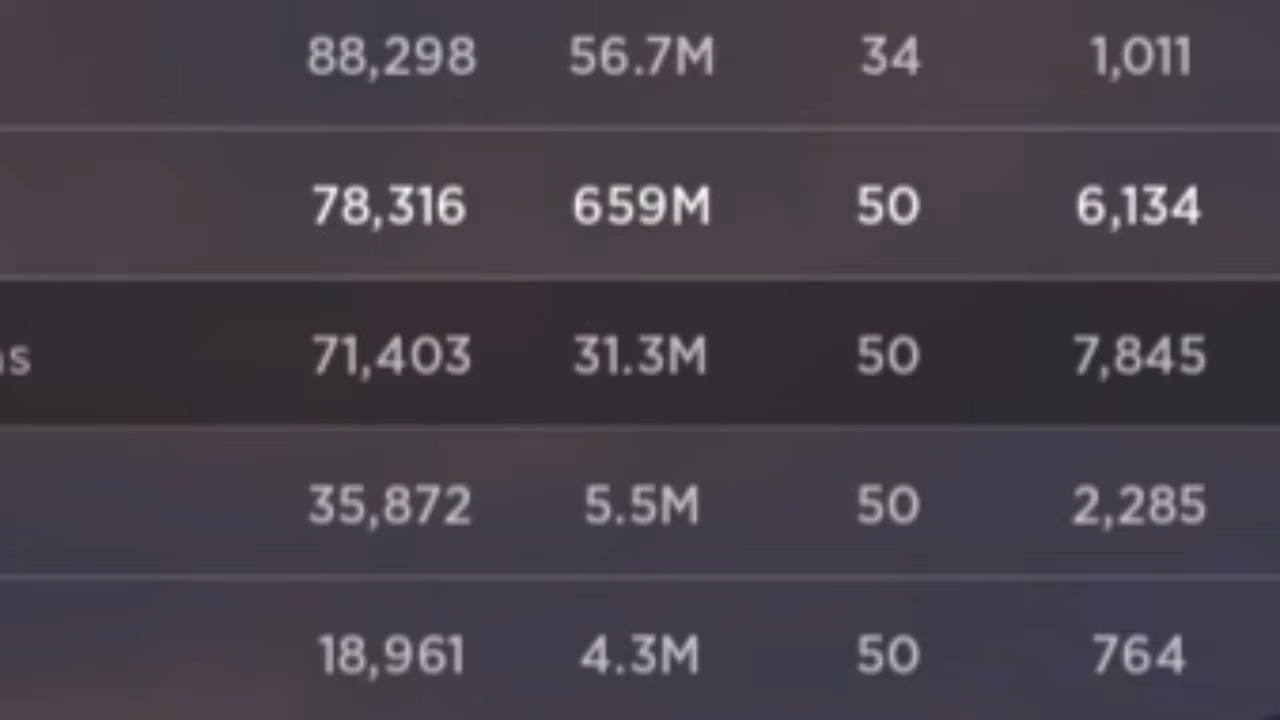 88,298 56.7M 34 1,011
78,316 659M 50 6,134
71,403 31.3M 50 7,845
35,872 5.5M 50 2,285
18,961 4.3M 50 764